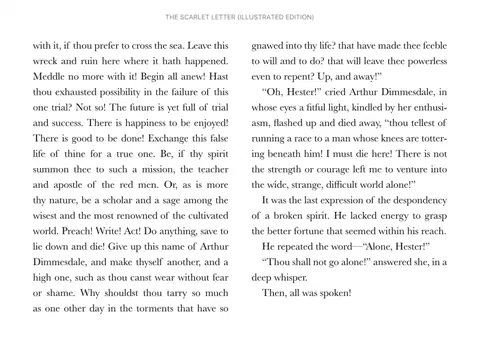 THE SCARLET LETTER (ILLUSTRATED EDITION)
with it, if thou prefer to cross the sea. Leave this
wreck and ruin here where it hath happened.
Meddle no more with it! Begin all anew! Hast
thou exhausted possibility in the failure of this
one trial? Not so! The future is yet full of trial
and success. There is happiness to be enjoyed!
There is good to be done! Exchange this false
life of thine for a true one. Be, if thy spirit
summon thee to such a mission, the teacher
and apostle of the red men. Or, as is more
thy nature, be a scholar and a sage among the
wisest and the most renowned of the cultivated
world. Preach! Write! Act! Do anything, save to
lie down and die! Give up this name of Arthur
Dimmesdale, and make thyself another, and a
high one, such as thou canst wear without fear
or shame. Why shouldst thou tarry so much
as one other day in the torments that have so
gnawed into thy life? that have made thee feeble
to will and to do? that will leave thee powerless
even to repent? Up, and away!”
“Oh, Hester!” cried Arthur Dimmesdale, in
whose eyes a fitful light, kindled by her enthusi-
asm, flashed up and died away, “thou tellest of
running a race to a man whose knees are totter-
ing beneath him! I must die here! There is not
the strength or courage left me to venture into
the wide, strange, difficult world alone!”
It was the last expression of the despondency
of a broken spirit. He lacked energy to grasp
the better fortune that seemed within his reach.
He repeated the word—“Alone, Hester!”
“Thou shall not go alone!” answered she, in a
deep whisper.
Then, all was spoken!